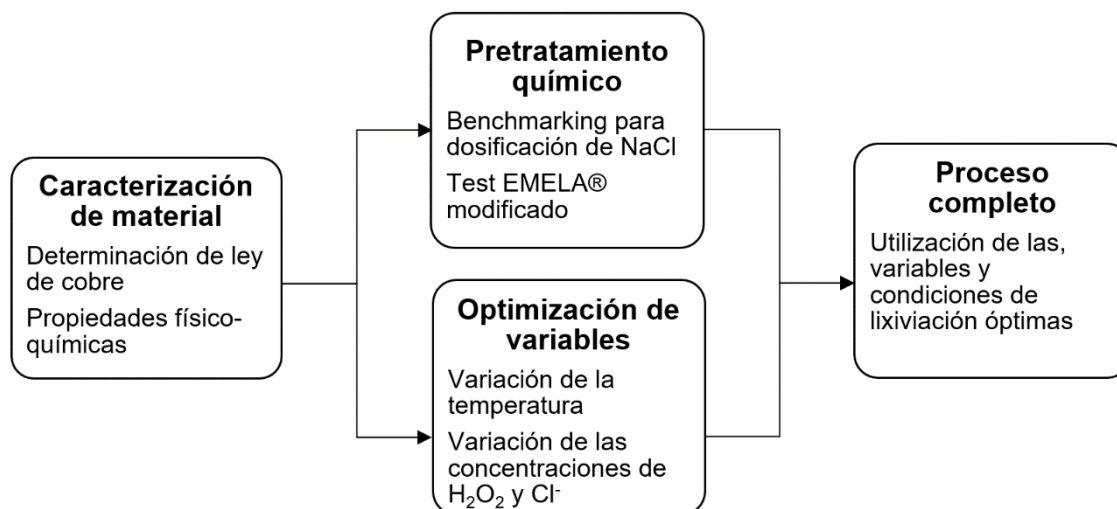 Caracterización
de material
Determinación de ley
de cobre
Propiedades físico-
químicas
Pretratamiento
químico
Benchmarking para
dosificación de NaCl
Test EMELA®
modificado
Optimización de
variables
Variación de la
temperatura
Variación de las
concentraciones de
H₂O₂ y Cl⁻
Proceso
completo
Utilización de las,
variables y
condiciones de
lixiviación óptimas